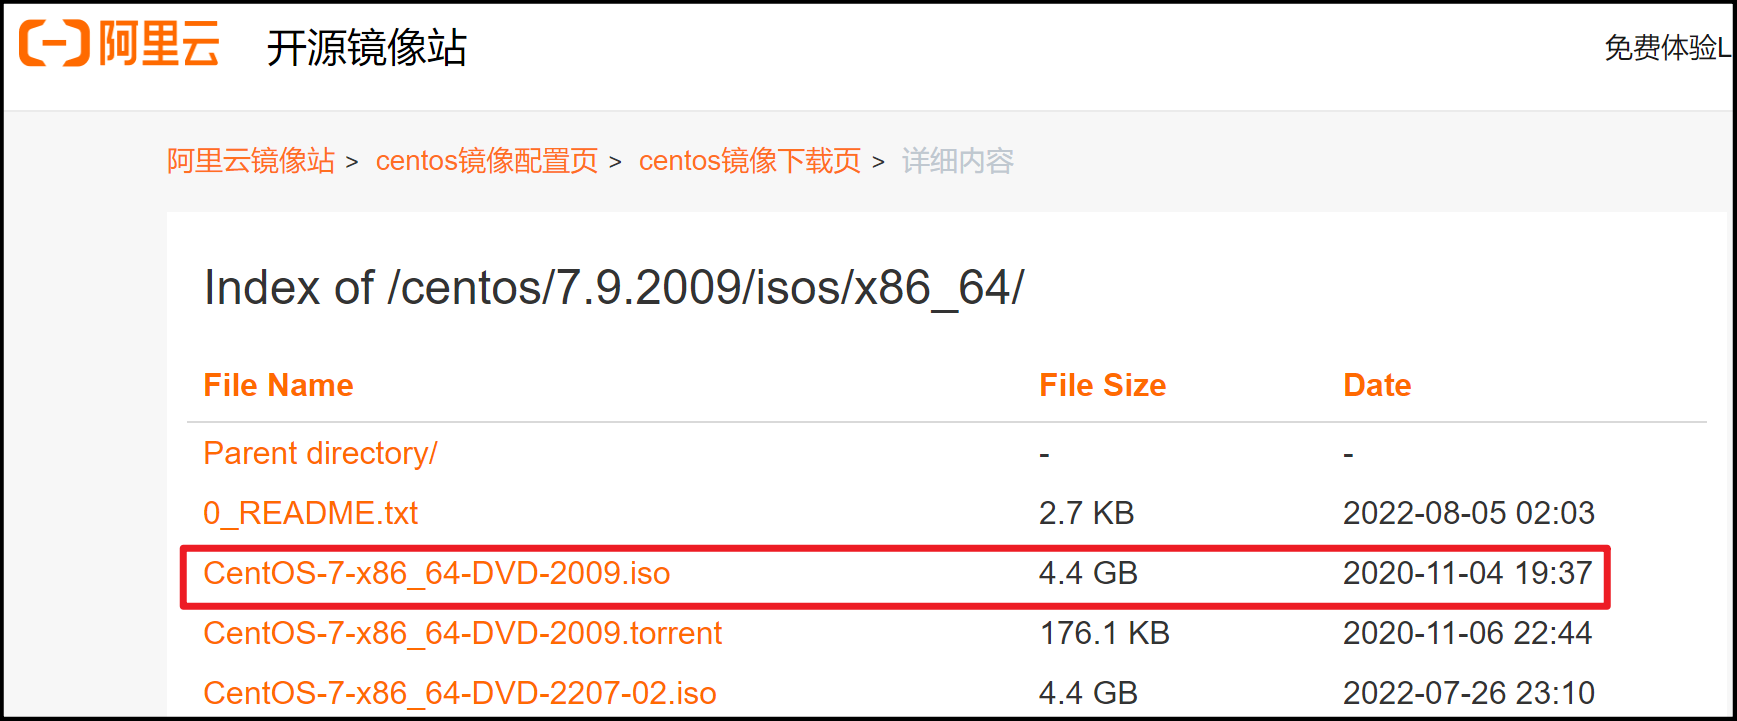 阿里云 开源镜像站 免费体验L
阿里云镜像站 > centos镜像配置页 > centos镜像下载页 > 详细内容
Index of /centos/7.9.2009/isos/x86_64/
File Name File Size Date
Parent directory/ - -
0_README.txt 2.7 KB 2022-08-05 02:03
CentOS-7-x86_64-DVD-2009.iso 4.4 GB 2020-11-04 19:37
CentOS-7-x86_64-DVD-2009.torrent 176.1 KB 2020-11-06 22:44
CentOS-7-x86_64-DVD-2207-02.iso 4.4 GB 2022-07-26 23:10